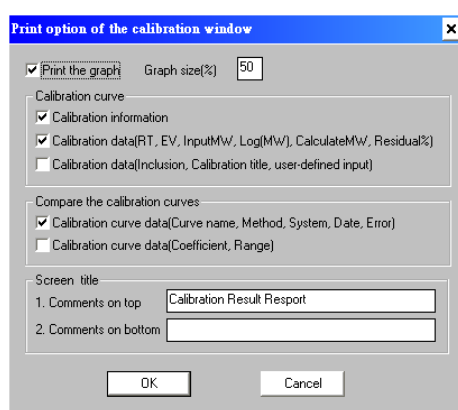 Print option of the calibration window
Print the graph Graph size(%) 50
Calibration curve
Calibration information
Calibration data(RT, EV, InputMW, Log(MW), CalculateMW, Residual%)
Calibration data(Inclusion, Calibration title, user-defined input)
Compare the calibration curves
Calibration curve data(Curve name, Method, System, Date, Error)
Calibration curve data(Coefficient, Range)
Screen title
1. Comments on top Calibration Result Resport
2. Comments on bottom
OK Cancel